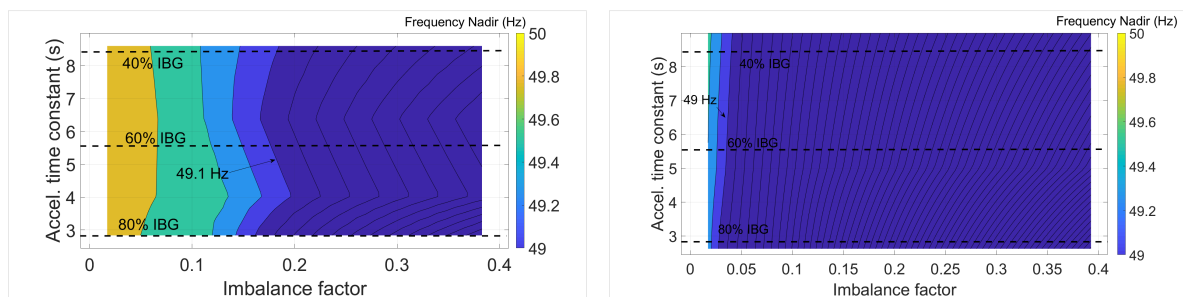 Frequency Nadir (Hz)
Accel. time constant (s)
8
7
6
5
4
3
40% IBG
60% IBG
49.1 Hz
80% IBG
0
0.1
0.2
0.3
0.4
Imbalance factor
50
49.8
49.6
49.4
49.2
49
Frequency Nadir (Hz)
Accel. time constant (s)
8
7
6
5
4
3
40% IBG
49 Hz
60% IBG
80% IBG
0
0.05
0.1
0.15
0.2
0.25
0.3
0.35
0.4
Imbalance factor
50
49.8
49.6
49.4
49.2
49